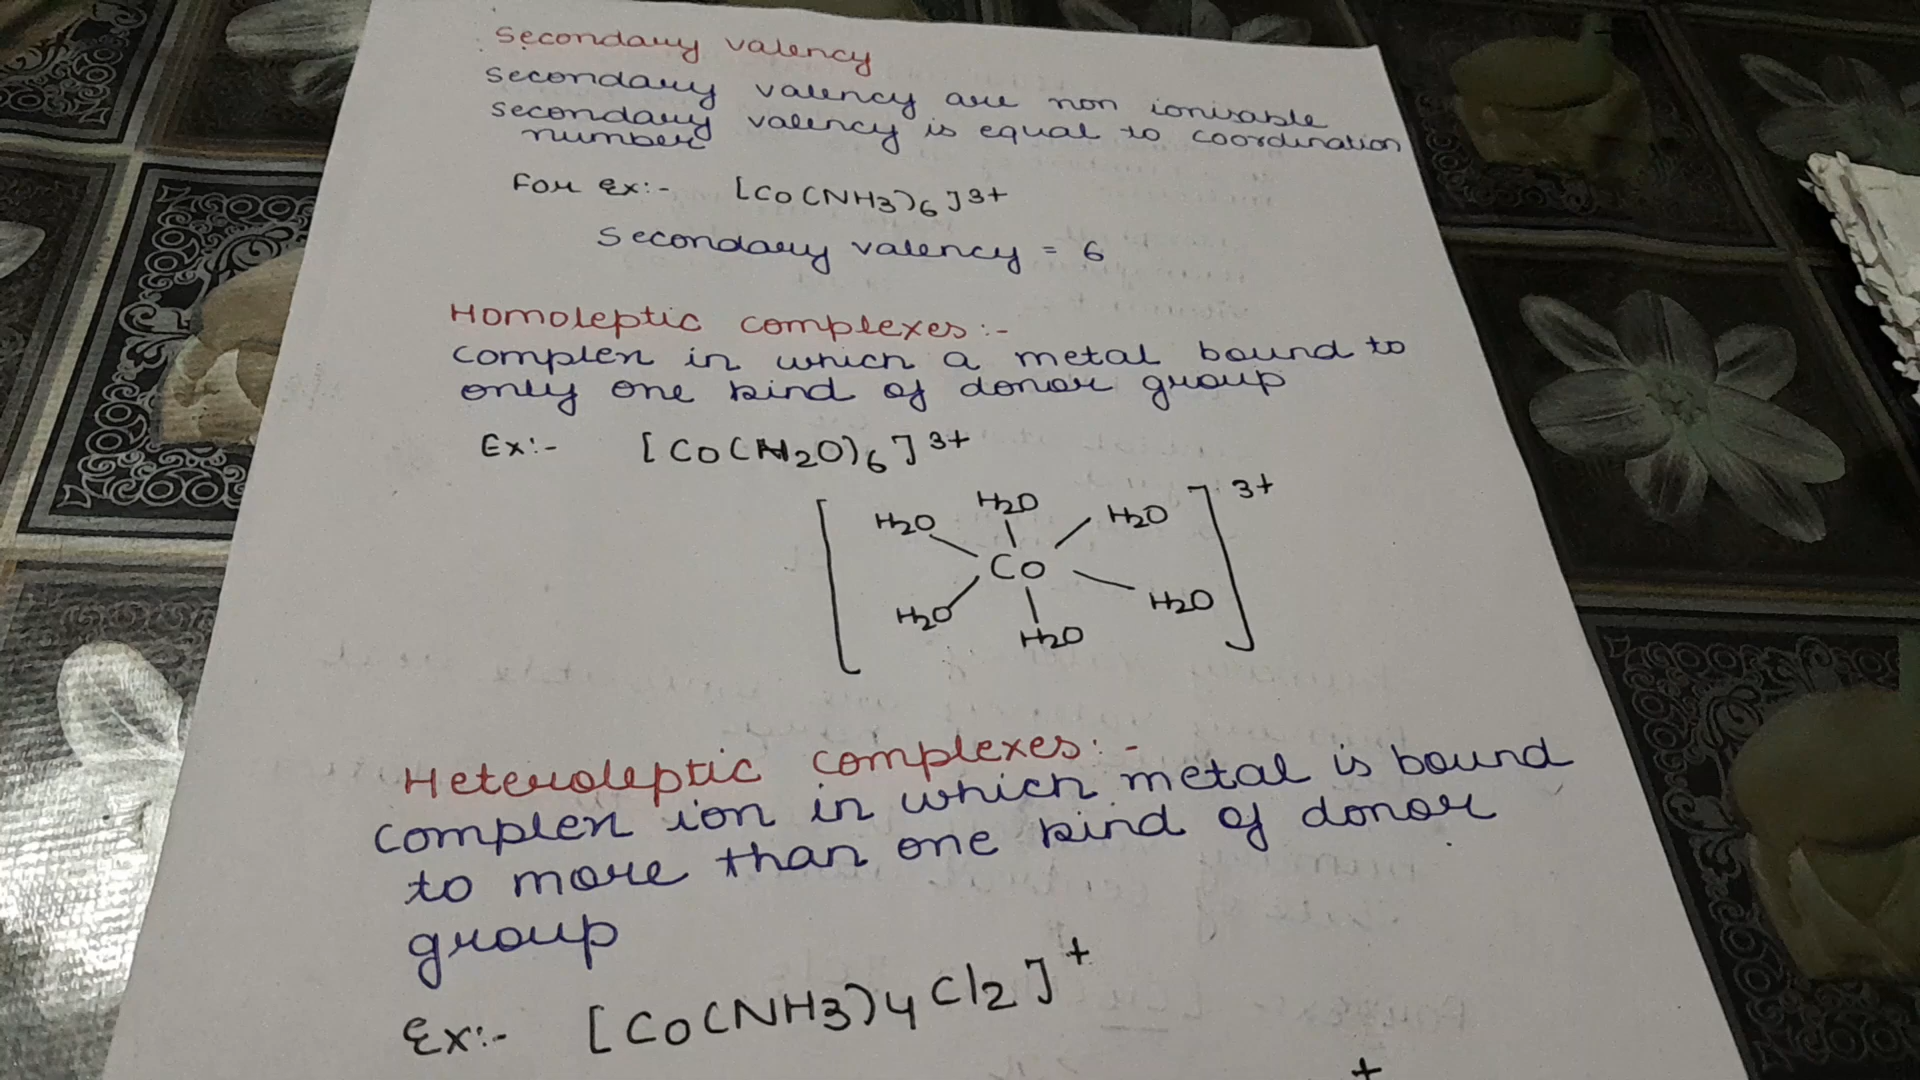 Secondary valency
secondary valency are non ionisable
secondary valency is equal to coordination
number
For Ex:- [Co(NH3)6]3+
Secondary valency = 6
Homoleptic complexes:-
complex in which a metal bound to
only one kind of donor group
Ex:- [Co(H2O)6]3+
H2O H2O H2O 3+
Co
H2O H2O H2O
Heteroleptic complexes:-
complex ion in which metal is bound
to more than one kind of donor
group
Ex:- [Co(NH3)4Cl2]+
+